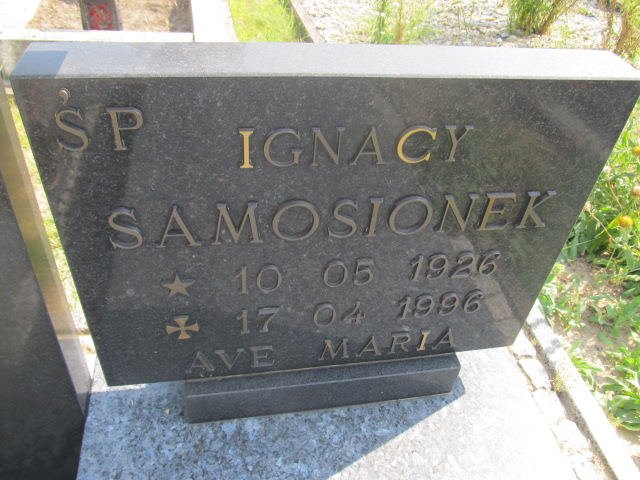 ŚP IGNACY
SAMOSIONEK
10 05 1926
17 04 1996
AVE MARIA